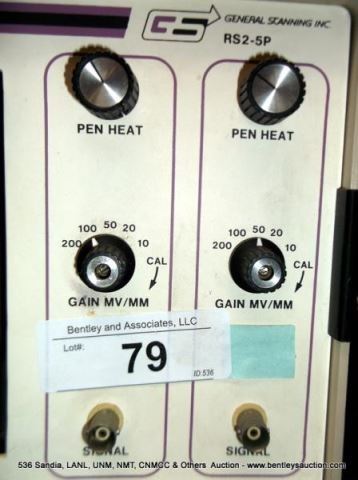 GS GENERAL SCANNING INC.
RS2-5P
PEN HEAT
PEN HEAT
200 100 50 20 10
CAL
GAIN MV/MM
200 100 50 20 10
CAL
GAIN MV/MM
Bentley and Associates, LLC
Lot#:
79
ID:536
SIGNAL
SIGNAL
536 Sandia, LANL, UNM, NMT, CNMCC & Others Auction - www.bentleysauction.com